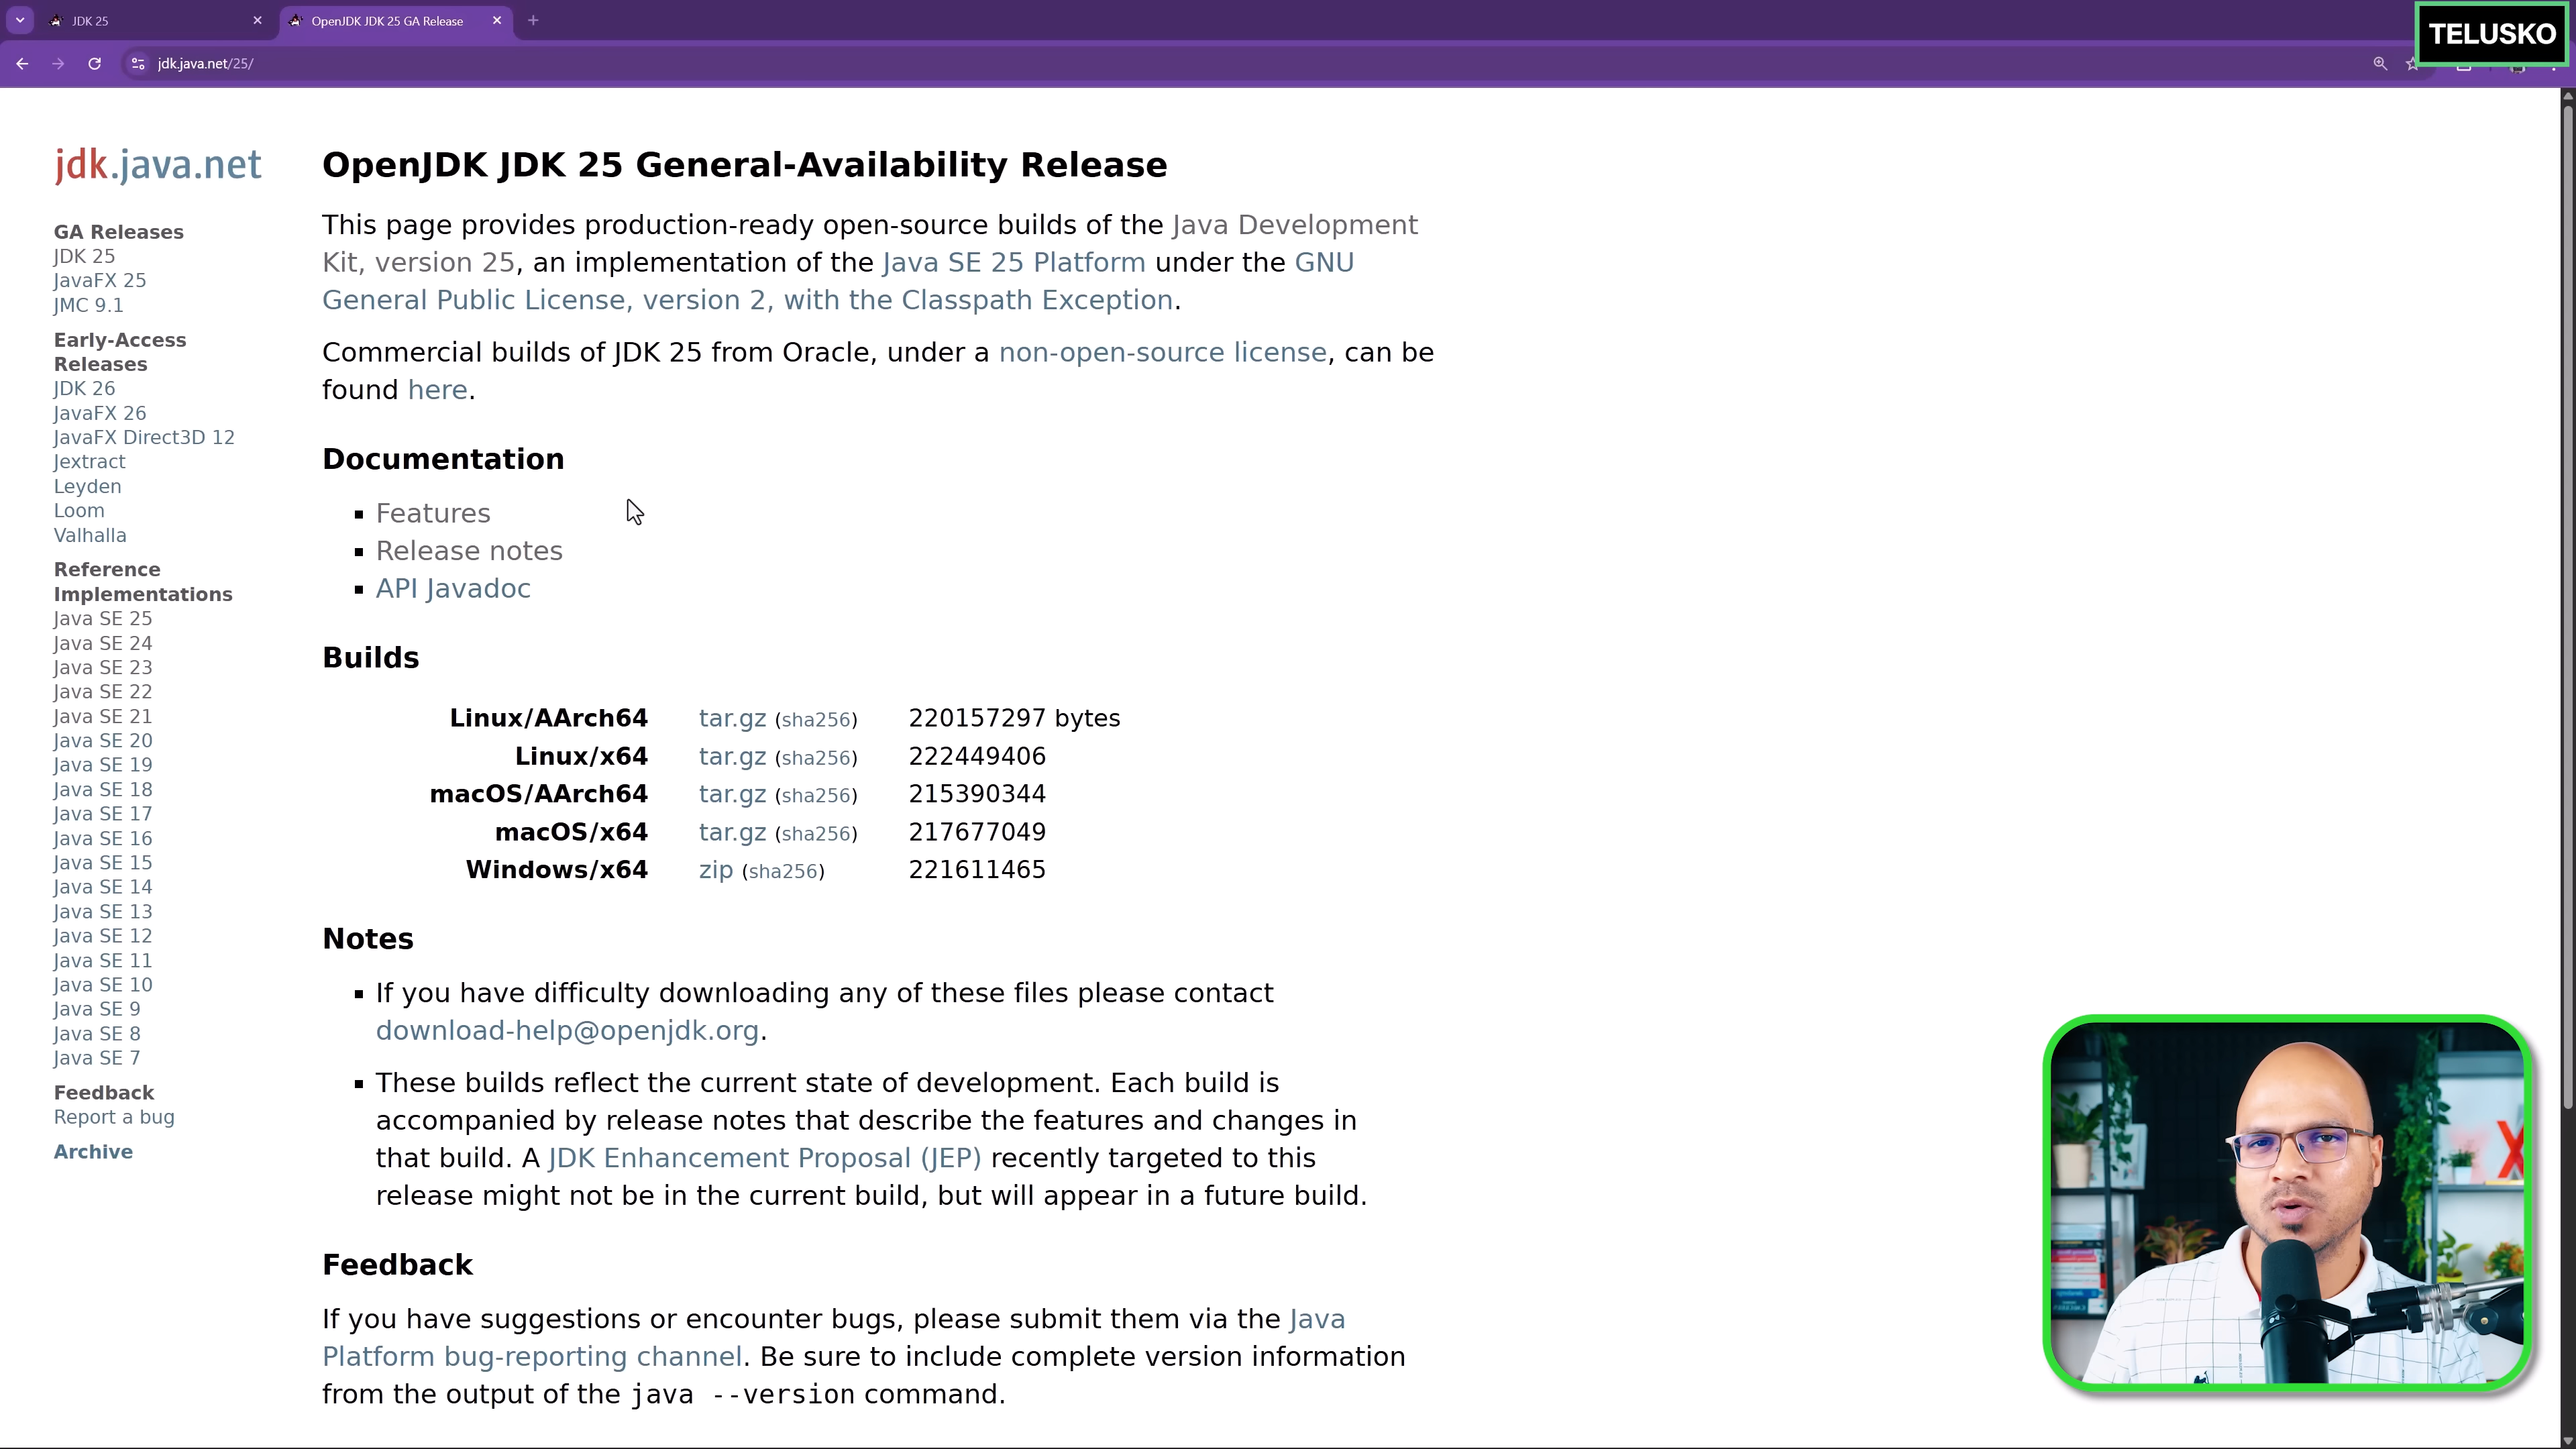 JDK 25
OpenJDK JDK 25 GA Release
TELUSKO
jdk.java.net/25/
jdk.java.net
GA Releases
JDK 25
JavaFX 25
JMC 9.1
Early-Access
Releases
JDK 26
JavaFX 26
JavaFX Direct3D 12
Jextract
Leyden
Loom
Valhalla
Reference
Implementations
Java SE 25
Java SE 24
Java SE 23
Java SE 22
Java SE 21
Java SE 20
Java SE 19
Java SE 18
Java SE 17
Java SE 16
Java SE 15
Java SE 14
Java SE 13
Java SE 12
Java SE 11
Java SE 10
Java SE 9
Java SE 8
Java SE 7
Feedback
Report a bug
Archive
OpenJDK JDK 25 General-Availability Release
This page provides production-ready open-source builds of the Java Development
Kit, version 25, an implementation of the Java SE 25 Platform under the GNU
General Public License, version 2, with the Classpath Exception.
Commercial builds of JDK 25 from Oracle, under a non-open-source license, can be
found here.
Documentation
▪ Features
▪ Release notes
▪ API Javadoc
Builds
Linux/AArch64 tar.gz (sha256) 220157297 bytes
Linux/x64 tar.gz (sha256) 222449406
macOS/AArch64 tar.gz (sha256) 215390344
macOS/x64 tar.gz (sha256) 217677049
Windows/x64 zip (sha256) 221611465
Notes
▪ If you have difficulty downloading any of these files please contact
download-help@openjdk.org.
▪ These builds reflect the current state of development. Each build is
accompanied by release notes that describe the features and changes in
that build. A JDK Enhancement Proposal (JEP) recently targeted to this
release might not be in the current build, but will appear in a future build.
Feedback
If you have suggestions or encounter bugs, please submit them via the Java
Platform bug-reporting channel. Be sure to include complete version information
from the output of the java --version command.